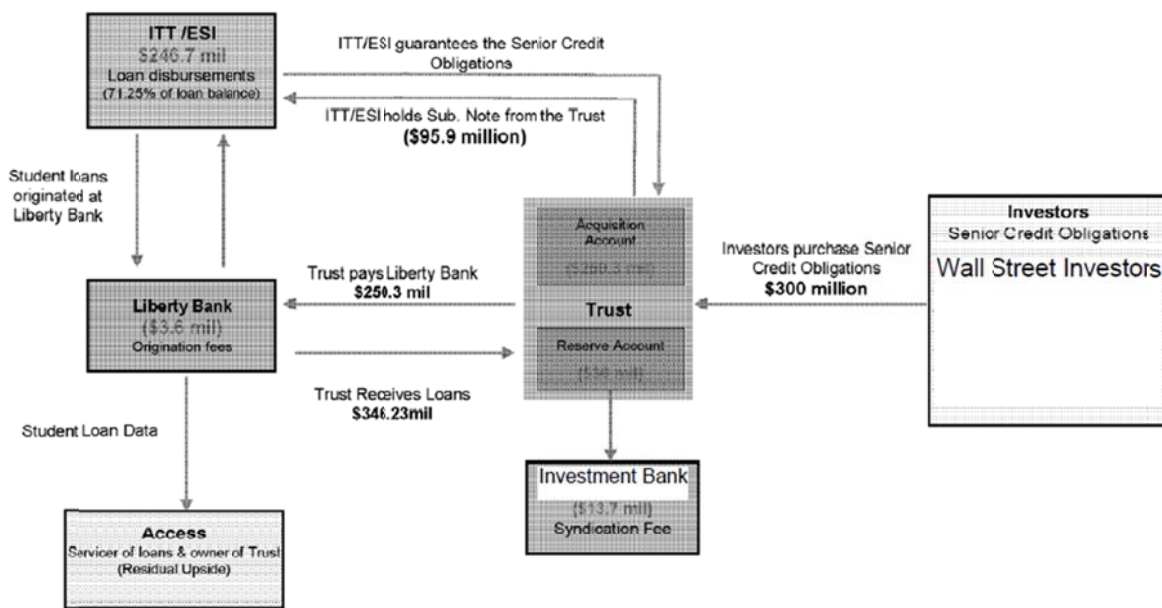 ITT /ESI
$246.7 mil
Loan disbursements
(71.25% of loan balance)
ITT/ESI guarantees the Senior Credit
Obligations
ITT/ESI holds Sub. Note from the Trust
($95.9 million)
Student loans
originated at
Liberty Bank
Acquisition
Account
Trust
Reserve Account
Investors
Senior Credit Obligations
Wall Street Investors
Investors purchase Senior
Credit Obligations
$300 million
Trust pays Liberty Bank
$250.3 mil
Liberty Bank
($3.6 mil)
Origination fees
Trust Receives Loans
$346.23mil
Student Loan Data
Investment Bank
($13.7 mil)
Syndication Fee
Access
Servicer of loans & owner of Trust
(Residual Upside)